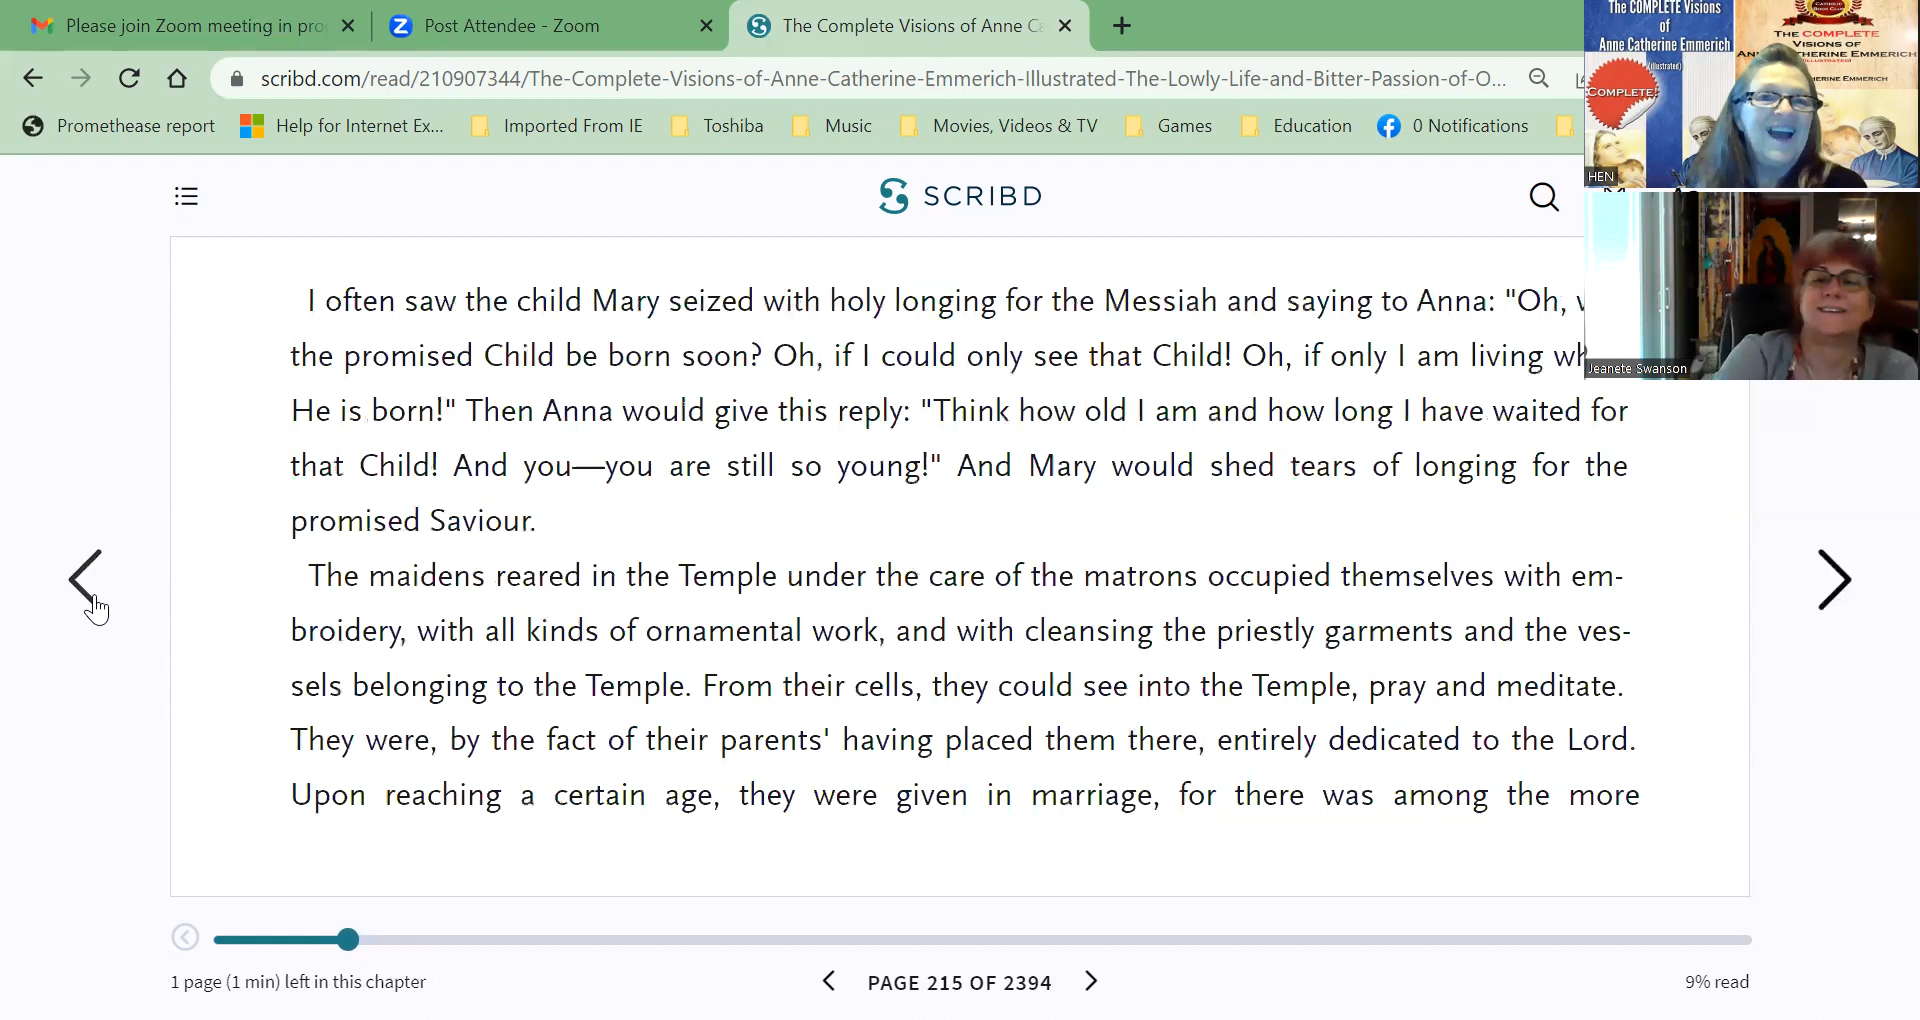 Please join Zoom meeting in pro
Post Attendee - Zoom
The Complete Visions of Anne Ca
scribd.com/read/210907344/The-Complete-Visions-of-Anne-Catherine-Emmerich-Illustrated-The-Lowly-Life-and-Bitter-Passion-of-O...
Promethease report
Help for Internet Ex...
Imported From IE
Toshiba
Music
Movies, Videos & TV
Games
Education
0 Notifications
The COMPLETE Visions
of
Anne Catherine Emmerich
(Illustrated)
COMPLETE!
THE COMPLETE
VISIONS OF
HEN
Jeanete Swanson
SCRIBD
I often saw the child Mary seized with holy longing for the Messiah and saying to Anna: "Oh,
the promised Child be born soon? Oh, if I could only see that Child! Oh, if only I am living wh
He is born!" Then Anna would give this reply: "Think how old I am and how long I have waited for
that Child! And you—you are still so young!" And Mary would shed tears of longing for the
promised Saviour.
The maidens reared in the Temple under the care of the matrons occupied themselves with em-
broidery, with all kinds of ornamental work, and with cleansing the priestly garments and the ves-
sels belonging to the Temple. From their cells, they could see into the Temple, pray and meditate.
They were, by the fact of their parents' having placed them there, entirely dedicated to the Lord.
Upon reaching a certain age, they were given in marriage, for there was among the more
1 page (1 min) left in this chapter
PAGE 215 OF 2394
9% read